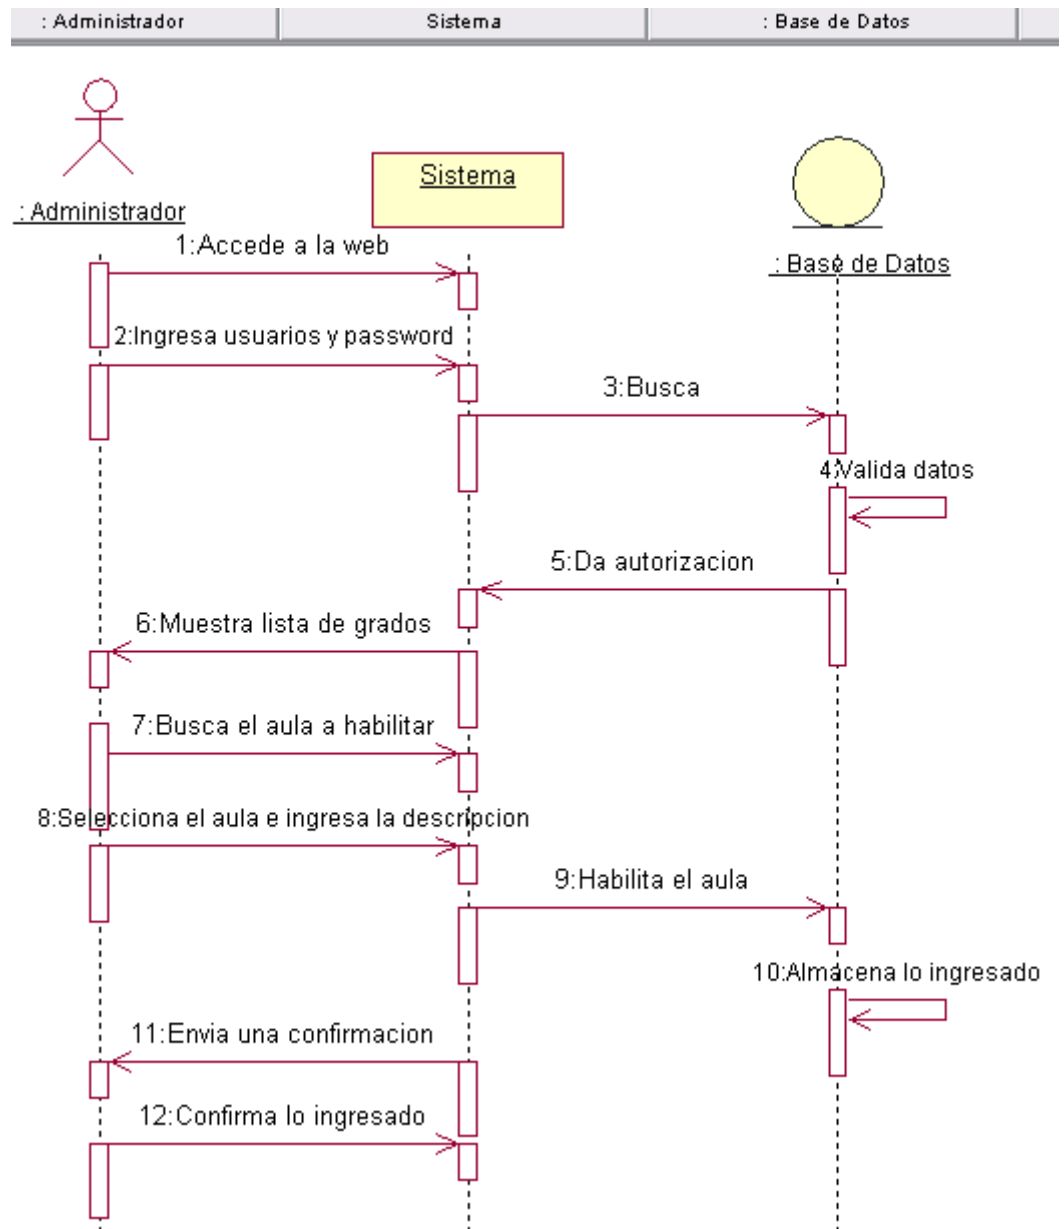 : Administrador
Sistema
: Base de Datos
Sistema
: Administrador
: Base de Datos
1:Accede a la web
2:Ingresa usuarios y password
3:Busca
4:Valida datos
5:Da autorizacion
6:Muestra lista de grados
7:Busca el aula a habilitar
8:Selecciona el aula e ingresa la descripcion
9:Habilita el aula
10:Almacena lo ingresado
11:Envia una confirmacion
12:Confirma lo ingresado